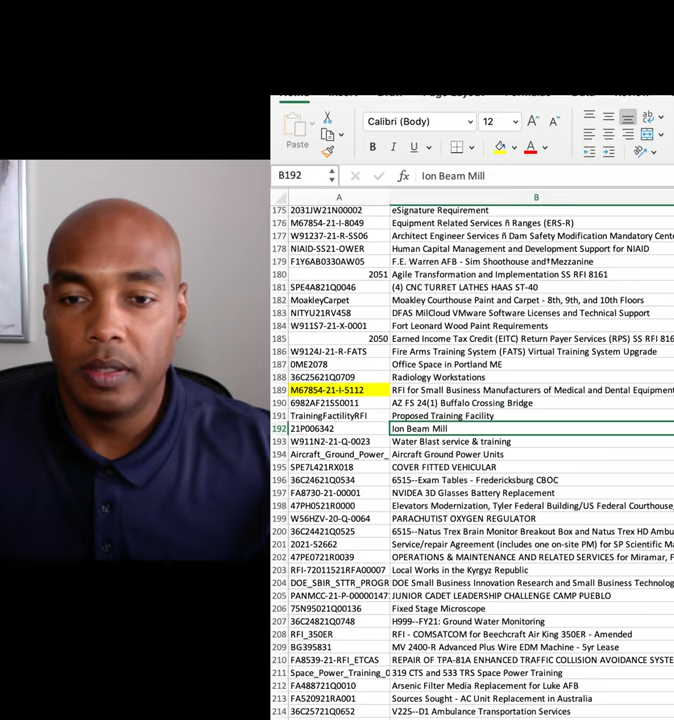 Paste
Calibri (Body)
12
A^
A
ab
B I U
A
B192
fx
Ion Beam Mill
A
B
175 2031JW21N00002 eSignature Requirement
176 M67854-21-I-8049 Equipment Related Services ñ Ranges (ERS-R)
177 W91237-21-R-SS06 Architect Engineer Services ñ Dam Safety Modification Mandatory Cente
178 NIAID-SS21-OWER Human Capital Management and Development Support for NIAID
179 F1Y6AB0330AW05 F.E. Warren AFB - Sim Shoothouse and†Mezzanine
180 2051 Agile Transformation and Implementation SS RFI 8161
181 SPE4A821Q0046 (4) CNC TURRET LATHES HAAS ST-40
182 MoakleyCarpet Moakley Courthouse Paint and Carpet - 8th, 9th, and 10th Floors
183 NITYU21RV458 DFAS MilCloud VMware Software Licenses and Technical Support
184 W911S7-21-X-0001 Fort Leonard Wood Paint Requirements
185 2050 Earned Income Tax Credit (EITC) Return Payer Services (RPS) SS RFI 816
186 W9124J-21-R-FATS Fire Arms Training System (FATS) Virtual Training System Upgrade
187 0ME2078 Office Space in Portland ME
188 36C25621Q0709 Radiology Workstations
189 M67854-21-I-5112 RFI for Small Business Manufacturers of Medical and Dental Equipment
190 6982AF21SS0011 AZ FS 24(1) Buffalo Crossing Bridge
191 TrainingFactilityRFI Proposed Training Facility
192 21P006342 Ion Beam Mill
193 W911N2-21-Q-0023 Water Blast service & training
194 Aircraft_Ground_Power_ Aircraft Ground Power Units
195 SPE7L421RX018 COVER FITTED VEHICULAR
196 36C24621Q0534 6515--Exam Tables - Fredericksburg CBOC
197 FA8730-21-00001 NVIDEA 3D Glasses Battery Replacement
198 47PH0521R0000 Elevators Modernization, Tyler Federal Building/US Federal Courthouse,
199 W56HZV-20-Q-0064 PARACHUTIST OXYGEN REGULATOR
200 36C24421Q0525 6515--Natus Trex Brain Monitor Breakout Box and Natus Trex HD Ambu
201 2021-52662 Service/repair Agreement (includes one on-site PM) for SP Scientific Ma
202 47PE0721R0039 OPERATIONS & MAINTENANCE AND RELATED SERVICES for Miramar, F
203 RFI-72011521RFA00007 Local Works in the Kyrgyz Republic
204 DOE_SBIR_STTR_PROGR DOE Small Business Innovation Research and Small Business Technolog
205 PANMCC-21-P-00000147 JUNIOR CADET LEADERSHIP CHALLENGE CAMP PUEBLO
206 75N95021Q00136 Fixed Stage Microscope
207 36C24821Q0748 H999--FY21: Ground Water Monitoring
208 RFI_350ER RFI - COMSATCOM for Beechcraft Air King 350ER - Amended
209 BG395831 MV 2400-R Advanced Plus Wire EDM Machine - 5yr Lease
210 FA8539-21-RFI_ETCAS REPAIR OF TPA-81A ENHANCED TRAFFIC COLLISION AVOIDANCE SYSTE
211 Space_Power_Training_0 319 CTS and 533 TRS Space Power Training
212 FA488721Q0010 Arsenic Filter Media Replacement for Luke AFB
213 FA520921RA001 Sources Sought - AC Unit Replacement in Australia
214 36C25721Q0652 V225--D1 Ambulance Transportation Services